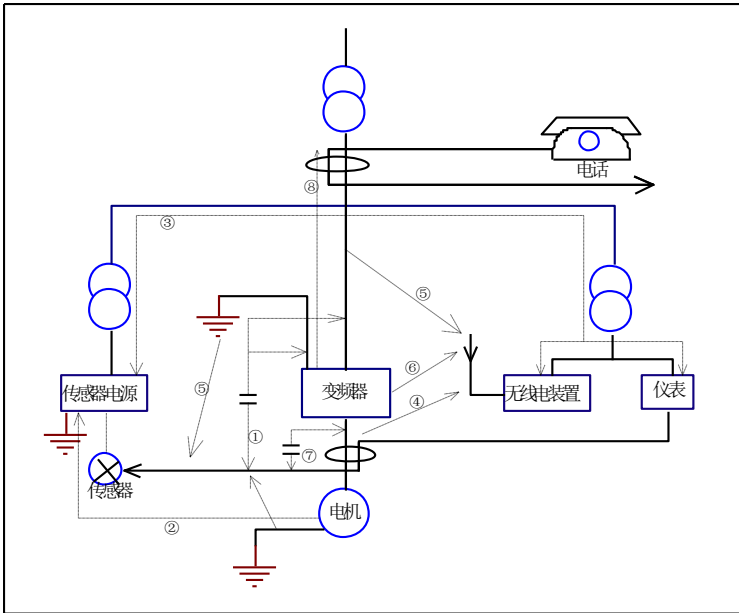 电话
⑧
③
⑤
⑤
⑥
传感器电源
变频器
无线电装置
仪表
④
①
⑦
传感器
电机
②